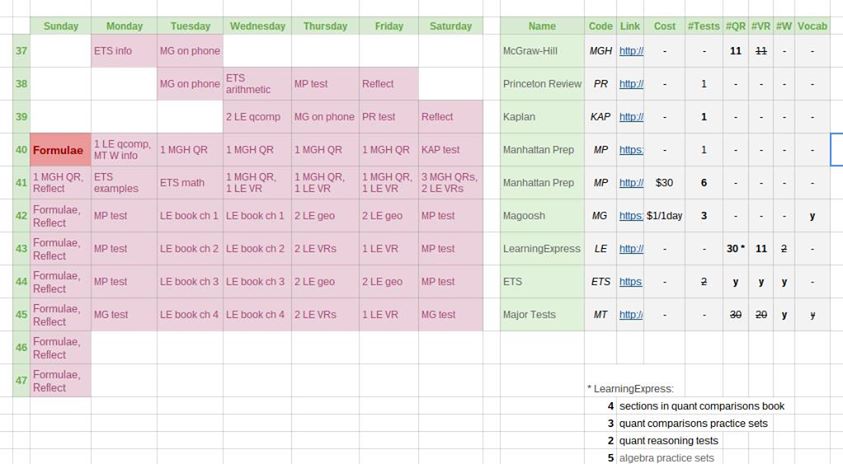 Sunday Monday Tuesday Wednesday Thursday Friday Saturday Name Code Link Cost #Tests #QR #VR #W Vocab
37 ETS info MG on phone McGraw-Hill MGH http:// - - 11 11 - -
38 MG on phone ETS arithmetic MP test Reflect Princeton Review PR http:// - 1 - - - -
39 2 LE qcomp MG on phone PR test Reflect Kaplan KAP http:// - 1 - - - -
40 Formulae 1 LE qcomp, MT W info 1 MGH QR 1 MGH QR 1 MGH QR 1 MGH QR KAP test Manhattan Prep MP https: - 1 - - - -
41 1 MGH QR, Reflect ETS examples ETS math 1 MGH QR, 1 LE VR 1 MGH QR, 1 LE VR 1 MGH QR, 1 LE VR 3 MGH QRs, 2 LE VRs Manhattan Prep MP http:// $30 6 - - - -
42 Formulae, Reflect MP test LE book ch 1 LE book ch 1 2 LE geo 2 LE geo MP test Magoosh MG https: $1/1day 3 - - - y
43 Formulae, Reflect MP test LE book ch 2 LE book ch 2 2 LE VRs 1 LE VR MP test LearningExpress LE http:// - - 30 * 11 2 -
44 Formulae, Reflect MP test LE book ch 3 LE book ch 3 2 LE geo 2 LE geo MP test ETS ETS https - 2 y y y -
45 Formulae, Reflect MG test LE book ch 4 LE book ch 4 2 LE VRs 1 LE VR MG test Major Tests MT http:// - - 30 20 y y
46 Formulae, Reflect
47 Formulae, Reflect
* LearningExpress:
4 sections in quant comparisons book
3 quant comparisons practice sets
2 quant reasoning tests
5 algebra practice sets